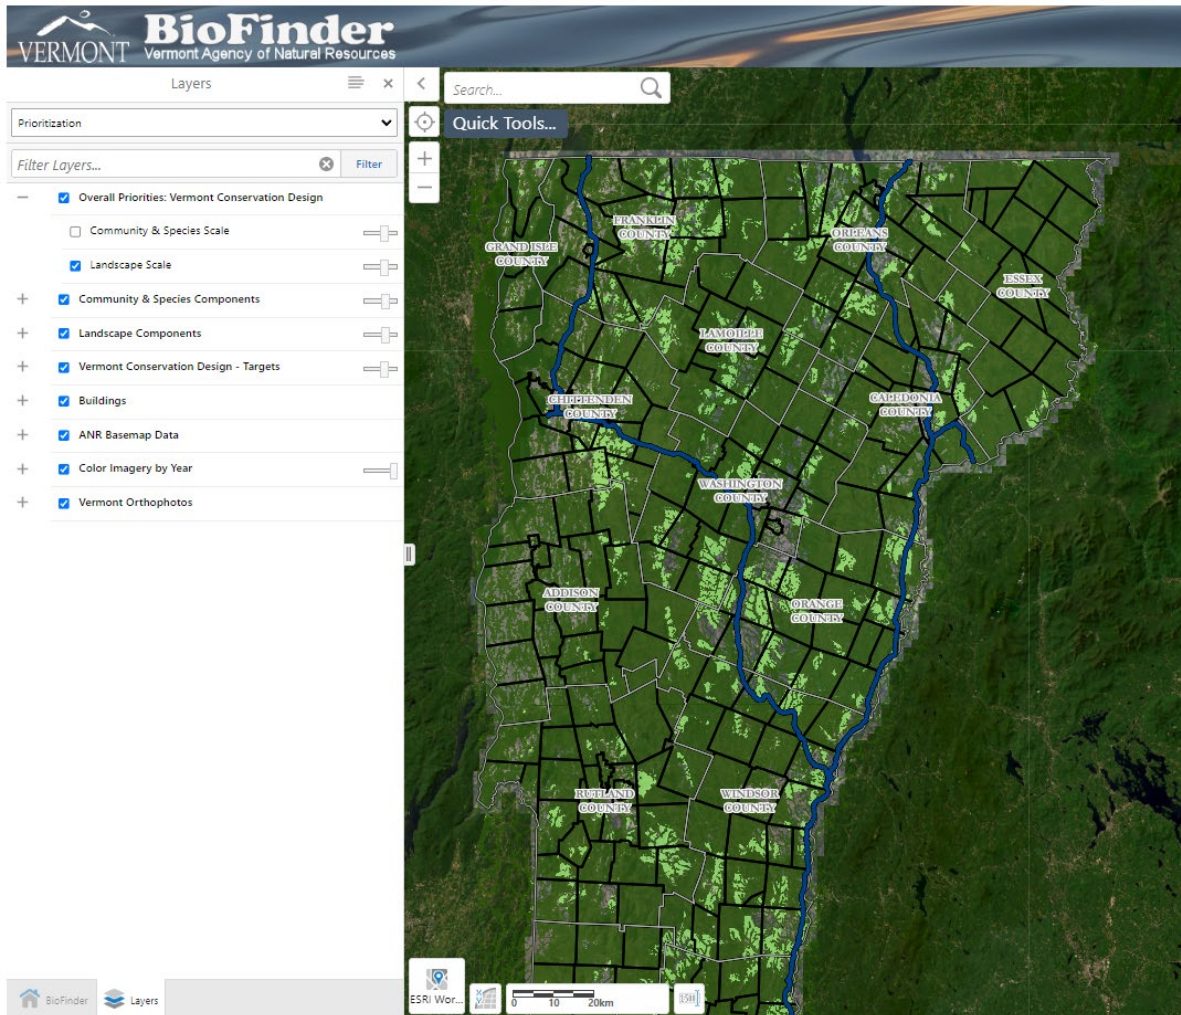 VERMONT
BioFinder
Vermont Agency of Natural Resources
Layers
Prioritization
Filter Layers...
Filter
Overall Priorities: Vermont Conservation Design
Community & Species Scale
Landscape Scale
Community & Species Components
Landscape Components
Vermont Conservation Design - Targets
Buildings
ANR Basemap Data
Color Imagery by Year
Vermont Orthophotos
BioFinder
Layers
Search...
Quick Tools...
FRANKLIN
COUNTY
GRAND ISLE
COUNTY
ORLEANS
COUNTY
ESSEX
COUNTY
LAMOILLE
COUNTY
CHITTENDEN
COUNTY
CALEDONIA
COUNTY
WASHINGTON
COUNTY
ADDISON
COUNTY
ORANGE
COUNTY
RUTLAND
COUNTY
WINDSOR
COUNTY
ESRI Wor...
0 10 20km